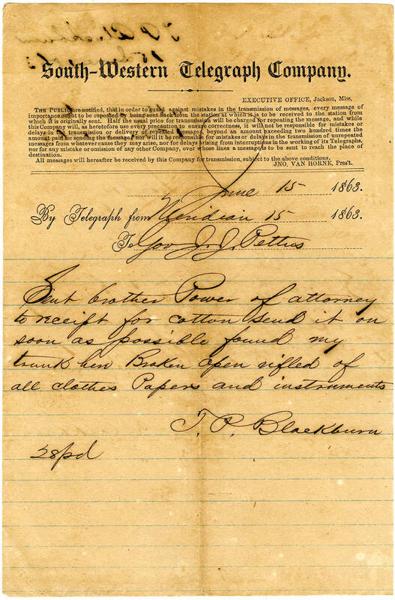 South-Western Telegraph Company.
EXECUTIVE OFFICE, Jackson, Miss,
THE PUBLIC are notified, that in order to guard against mistakes in the transmission of messages, every message of
importance ought to be repeated by being sent back from the station at which it is to be received to the station from
which it is originally sent. Half the usual price for transmission will be charged for repeating the message, and while
this Company will, as heretofore use every precaution to ensure correctness, it will not be responsible for mistakes or
delays in the transmission or delivery of messages beyond an amount exceeding two hundred times the
amount paid for sending the message nor will it be responsible for mistakes or delays in the transmission of unrepeated
messages from whatever cause they may arise, nor for delays arising from interruptions in the working of its Telegraphs,
nor for any mistake or omission of any other Company, over whose lines a message is to be sent to reach the place of
destination.
All messages will hereafter be received by this Company for transmission, subject to the above conditions.
JNO, VAN HORNE, Pres't.
June 15 1863.
By Telegraph from Meridian 15 1863.
To Gov J. J. Pettus
Sent brother Power of attorney
to receipt for cotton send it on
soon as possible found my
trunk here Broken open rifled of
all clothes Papers and instruments
T. P. Blackburn
28pd